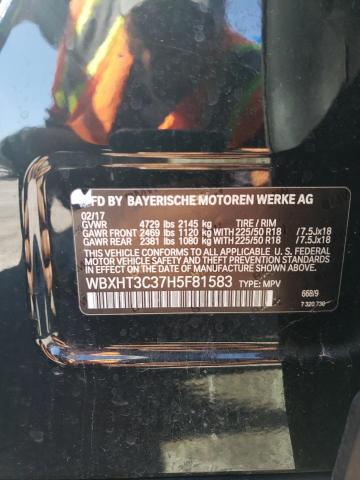 MFD BY BAYERISCHE MOTOREN WERKE AG
02/17
GVWR 4729 lbs 2145 kg TIRE / RIM
GAWR FRONT 2469 lbs 1120 kg WITH 225/50 R18 /7.5Jx18
GAWR REAR 2381 lbs 1080 kg WITH 225/50 R18 /7.5Jx18
THIS VEHICLE CONFORMS TO ALL APPLICABLE U.S. FEDERAL
MOTOR VEHICLE SAFETY, BUMPER, AND THEFT PREVENTION
STANDARDS IN EFFECT ON THE DATE OF MANUFACTURE SHOWN ABOVE.
WBXHT3C37H5F81583 TYPE: MPV
668/9
7 320 730